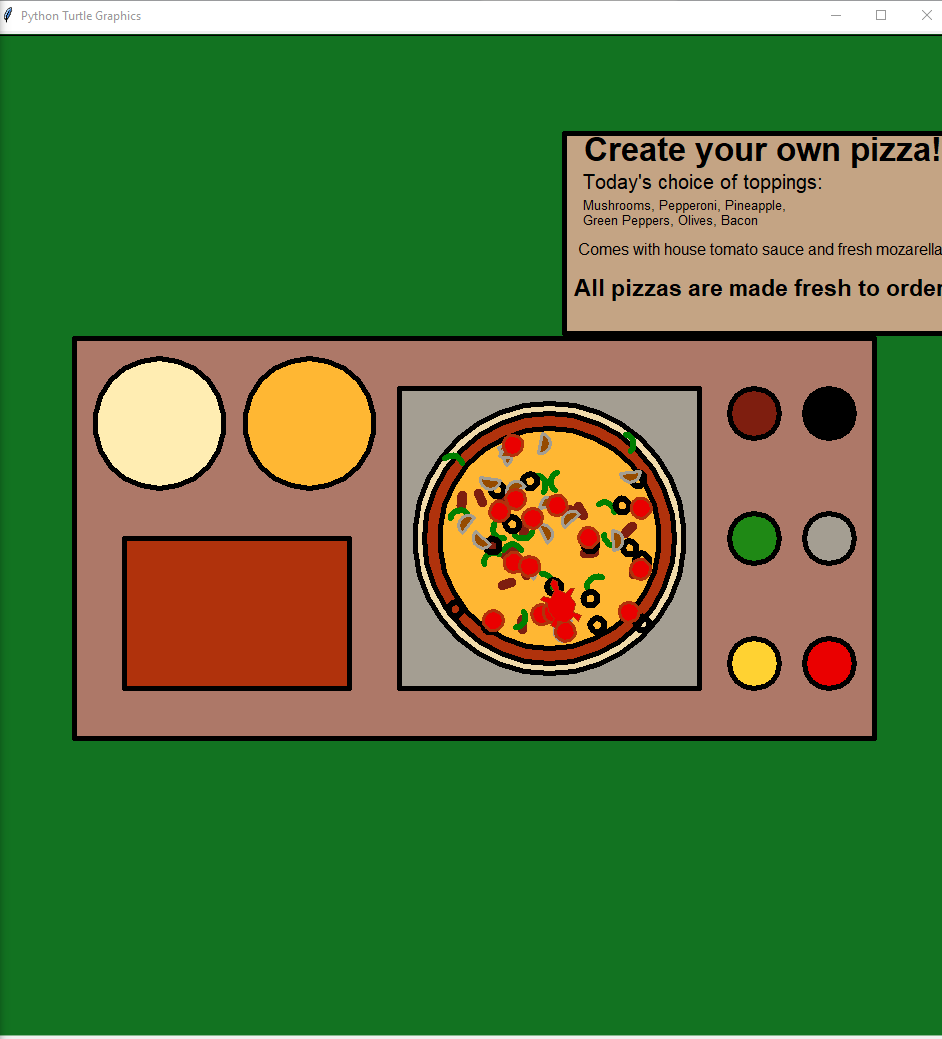 Python Turtle Graphics
Create your own pizza!
Today's choice of toppings:
Mushrooms, Pepperoni, Pineapple,
Green Peppers, Olives, Bacon
Comes with house tomato sauce and fresh mozarella
All pizzas are made fresh to order